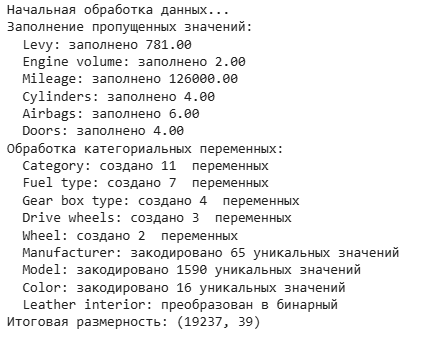 Начальная обработка данных...
Заполнение пропущенных значений:
Levy: заполнено 781.00
Engine volume: заполнено 2.00
Mileage: заполнено 126000.00
Cylinders: заполнено 4.00
Airbags: заполнено 6.00
Doors: заполнено 4.00
Обработка категориальных переменных:
Category: создано 11  переменных
Fuel type: создано 7  переменных
Gear box type: создано 4  переменных
Drive wheels: создано 3  переменных
Wheel: создано 2  переменных
Manufacturer: закодировано 65 уникальных значений
Model: закодировано 1590 уникальных значений
Color: закодировано 16 уникальных значений
Leather interior: преобразован в бинарный
Итоговая размерность: (19237, 39)